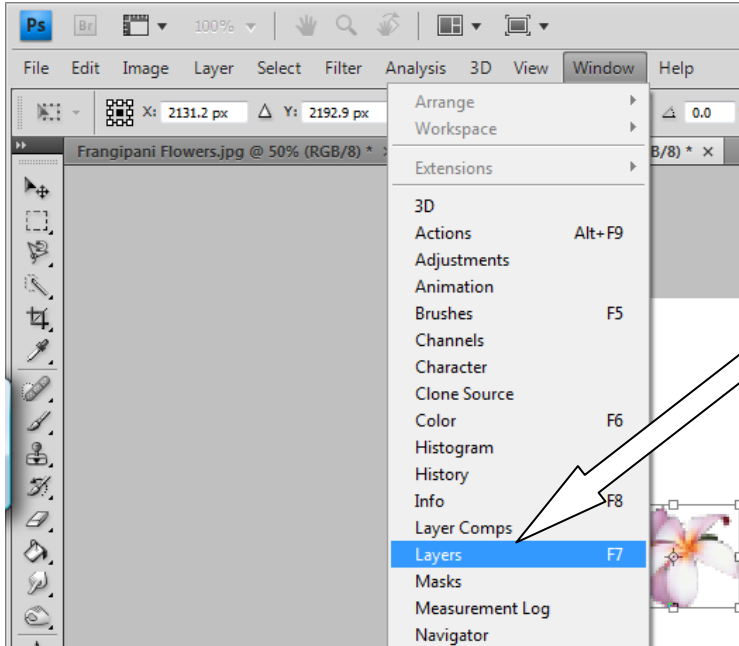 Ps Br 100%
File Edit Image Layer Select Filter Analysis 3D View Window Help
X: 2131.2 px Y: 2192.9 px 0.0
Frangipani Flowers.jpg @ 50% (RGB/8) * B/8) * ×
Arrange
Workspace
Extensions
3D
Actions Alt+F9
Adjustments
Animation
Brushes F5
Channels
Character
Clone Source
Color F6
Histogram
History
Info F8
Layer Comps
Layers F7
Masks
Measurement Log
Navigator